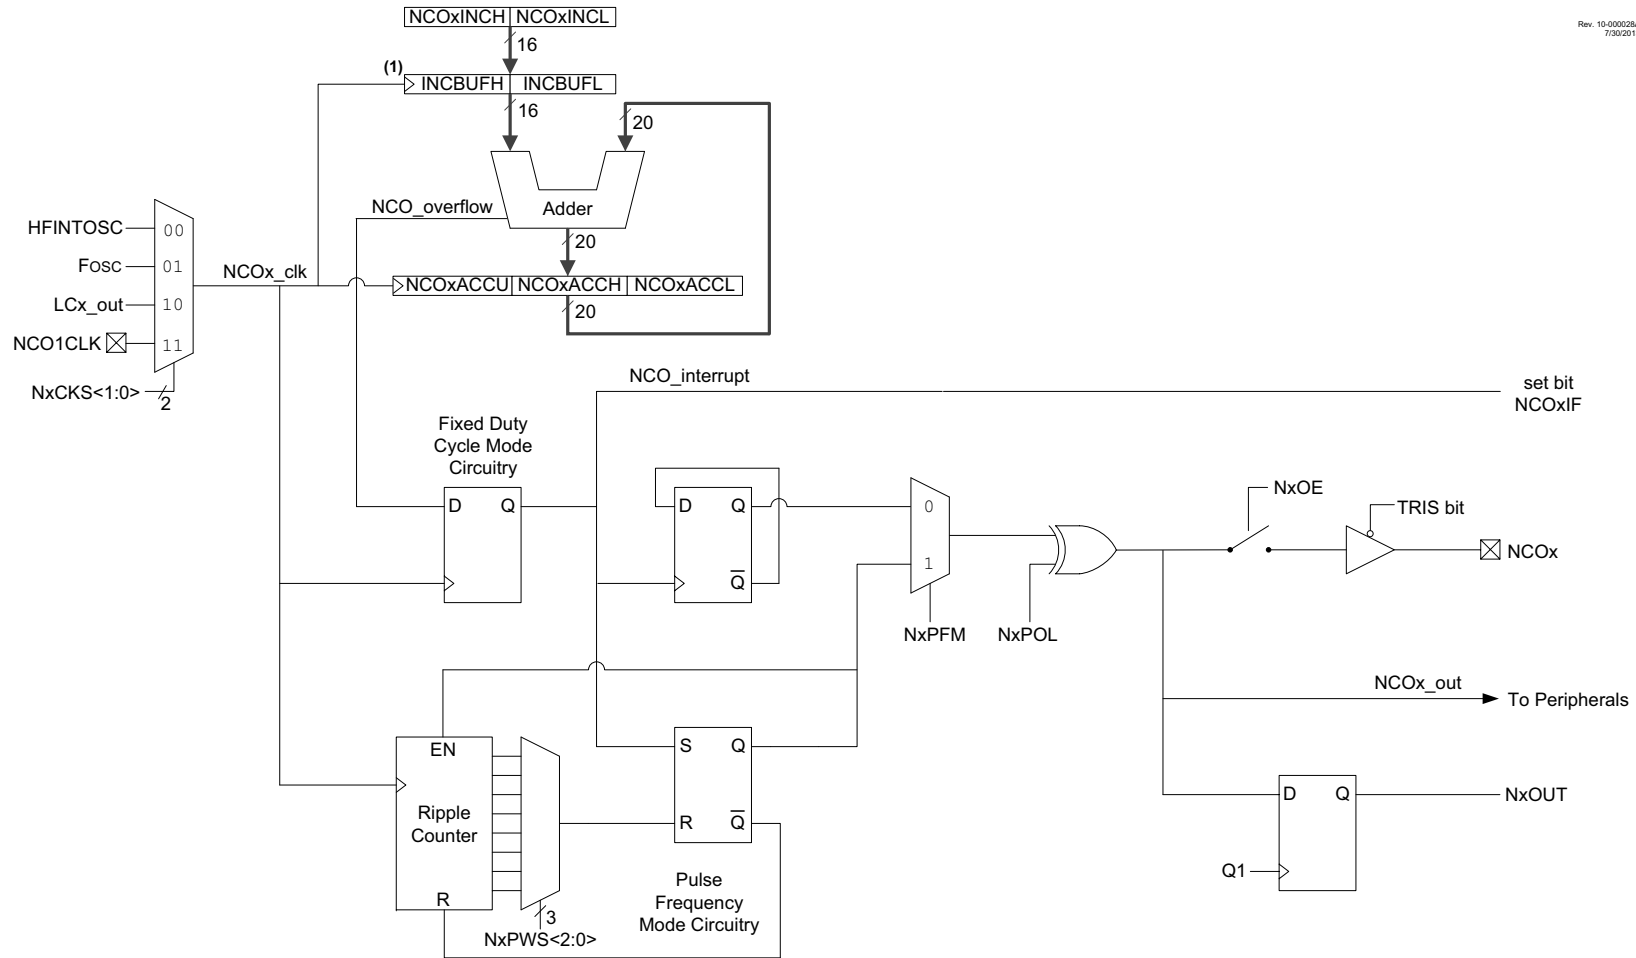 Rev. 10-000028
7/30/201
NCOxINCH NCOxINCL
16
(1)
INCBUFH INCBUFL
16
20
NCO_overflow
Adder
20
HFINTOSC
00
FOSC
01
NCOx_clk
NCOxACCU NCOxACCH NCOxACCL
LCx_out
10
20
NCO1CLK
11
NxCKS<1:0>
2
NCO_interrupt
set bit
NCOxIF
Fixed Duty
Cycle Mode
Circuitry
D Q
D Q
0
NxOE
TRIS bit
NCOx
1
Q
NxPFM
NxPOL
NCOx_out
To Peripherals
EN
S Q
D Q
NxOUT
Ripple
Counter
R Q
Q1
R
Pulse
Frequency
Mode Circuitry
3
NxPWS<2:0>